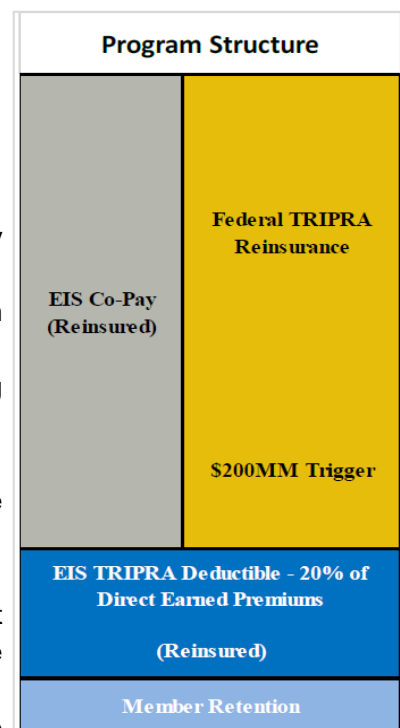 Program Structure
Federal TRIPRA
Reinsurance
EIS Co-Pay
(Reinsured)
$200MM Trigger
EIS TRIPRA Deductible - 20% of
Direct Earned Premiums
(Reinsured)
Member Retention